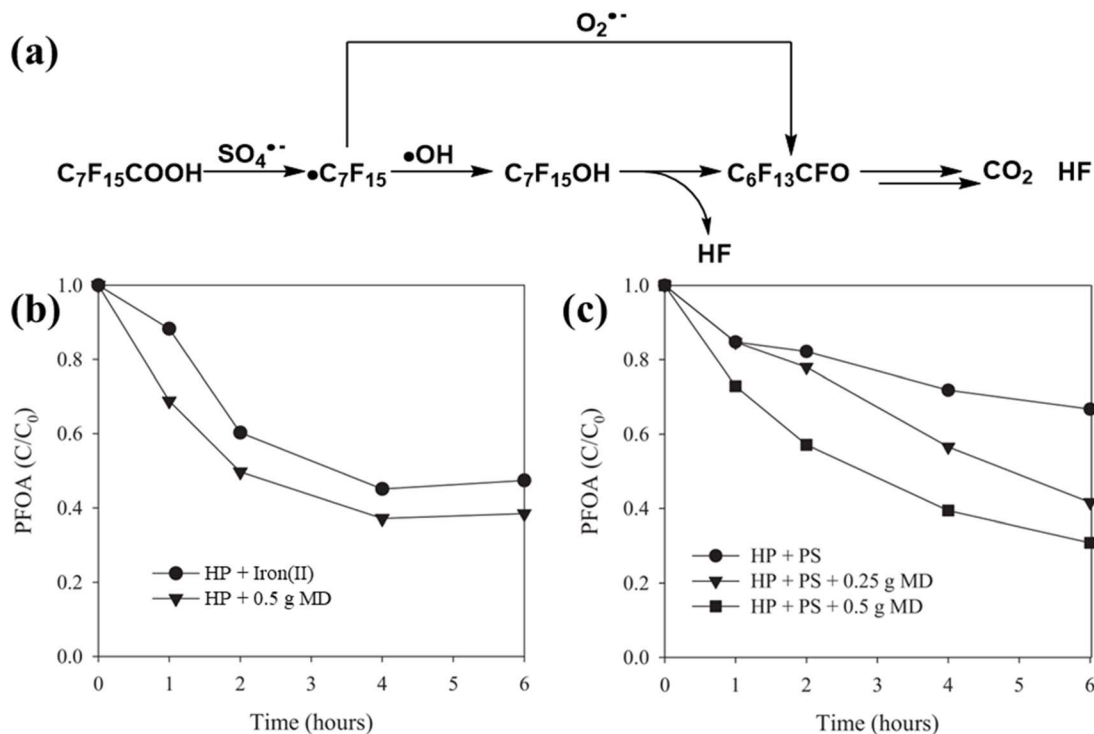 (a)
O₂•⁻
C₇F₁₅COOH SO₄•⁻ •C₇F₁₅ •OH C₇F₁₅OH C₆F₁₃CFO CO₂ HF
HF
(b)
PFOA (C/C₀)
1.0
0.8
0.6
0.4
0.2
0.0
HP + Iron(II)
HP + 0.5 g MD
0 1 2 3 4 5 6
Time (hours)
(c)
PFOA (C/C₀)
1.0
0.8
0.6
0.4
0.2
0.0
HP + PS
HP + PS + 0.25 g MD
HP + PS + 0.5 g MD
0 1 2 3 4 5 6
Time (hours)